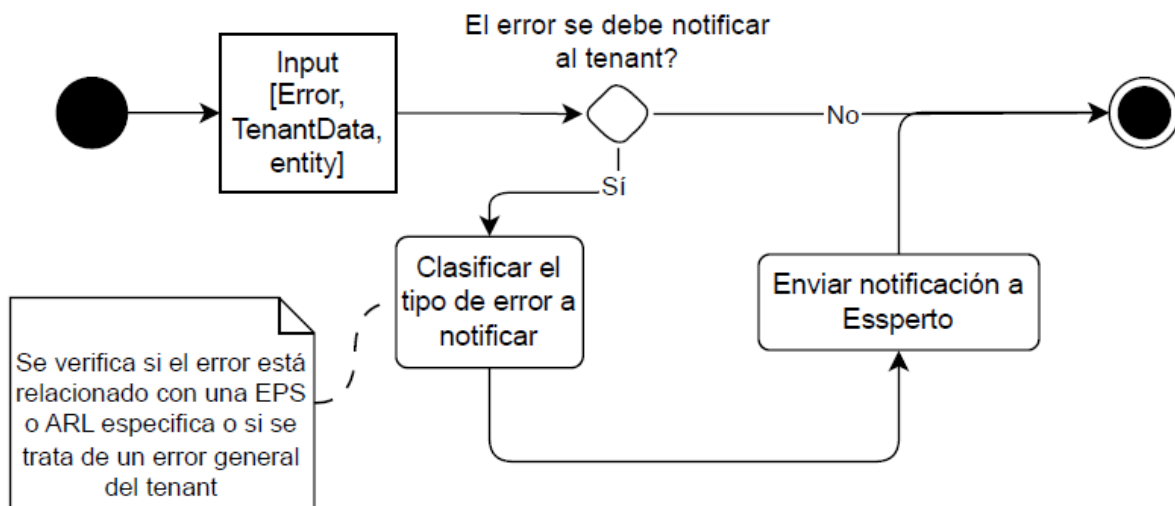 El error se debe notificar
al tenant?
Input
[Error,
TenantData,
entity]
No
Sí
Clasificar el
tipo de error a
notificar
Enviar notificación a
Essperto
Se verifica si el error está
relacionado con una EPS
o ARL especifica o si se
trata de un error general
del tenant